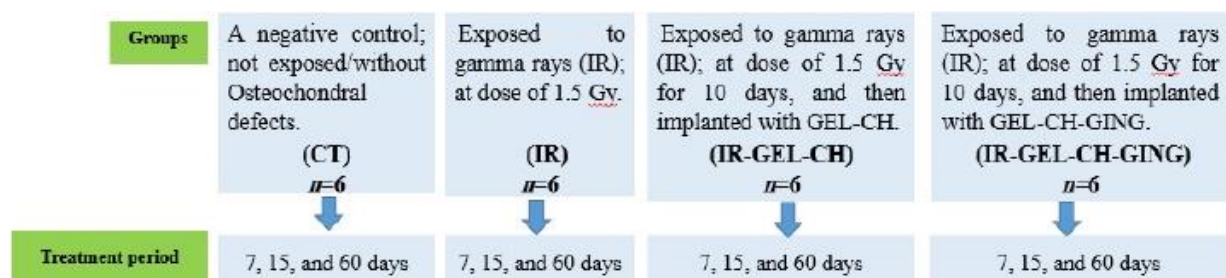 Groups
A negative control;
not exposed/without
Osteochondral
defects.
(CT)
n=6
Exposed to
gamma rays (IR);
at dose of 1.5 Gy.
(IR)
n=6
Exposed to gamma rays
(IR); at dose of 1.5 Gy
for 10 days, and then
implanted with GEL-CH.
(IR-GEL-CH)
n=6
Exposed to gamma rays
(IR); at dose of 1.5 Gy for
10 days, and then implanted
with GEL-CH-GING.
(IR-GEL-CH-GING)
n=6
Treatment period
7, 15, and 60 days
7, 15, and 60 days
7, 15, and 60 days
7, 15, and 60 days